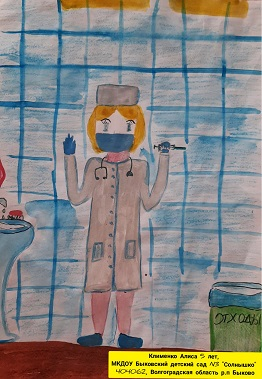 ОТХОДЫ
Клименко Алиса 5 лет,
МКДОУ Быковский детский сад №3 "Солнышко"
404062, Волгоградская область р.п Быково